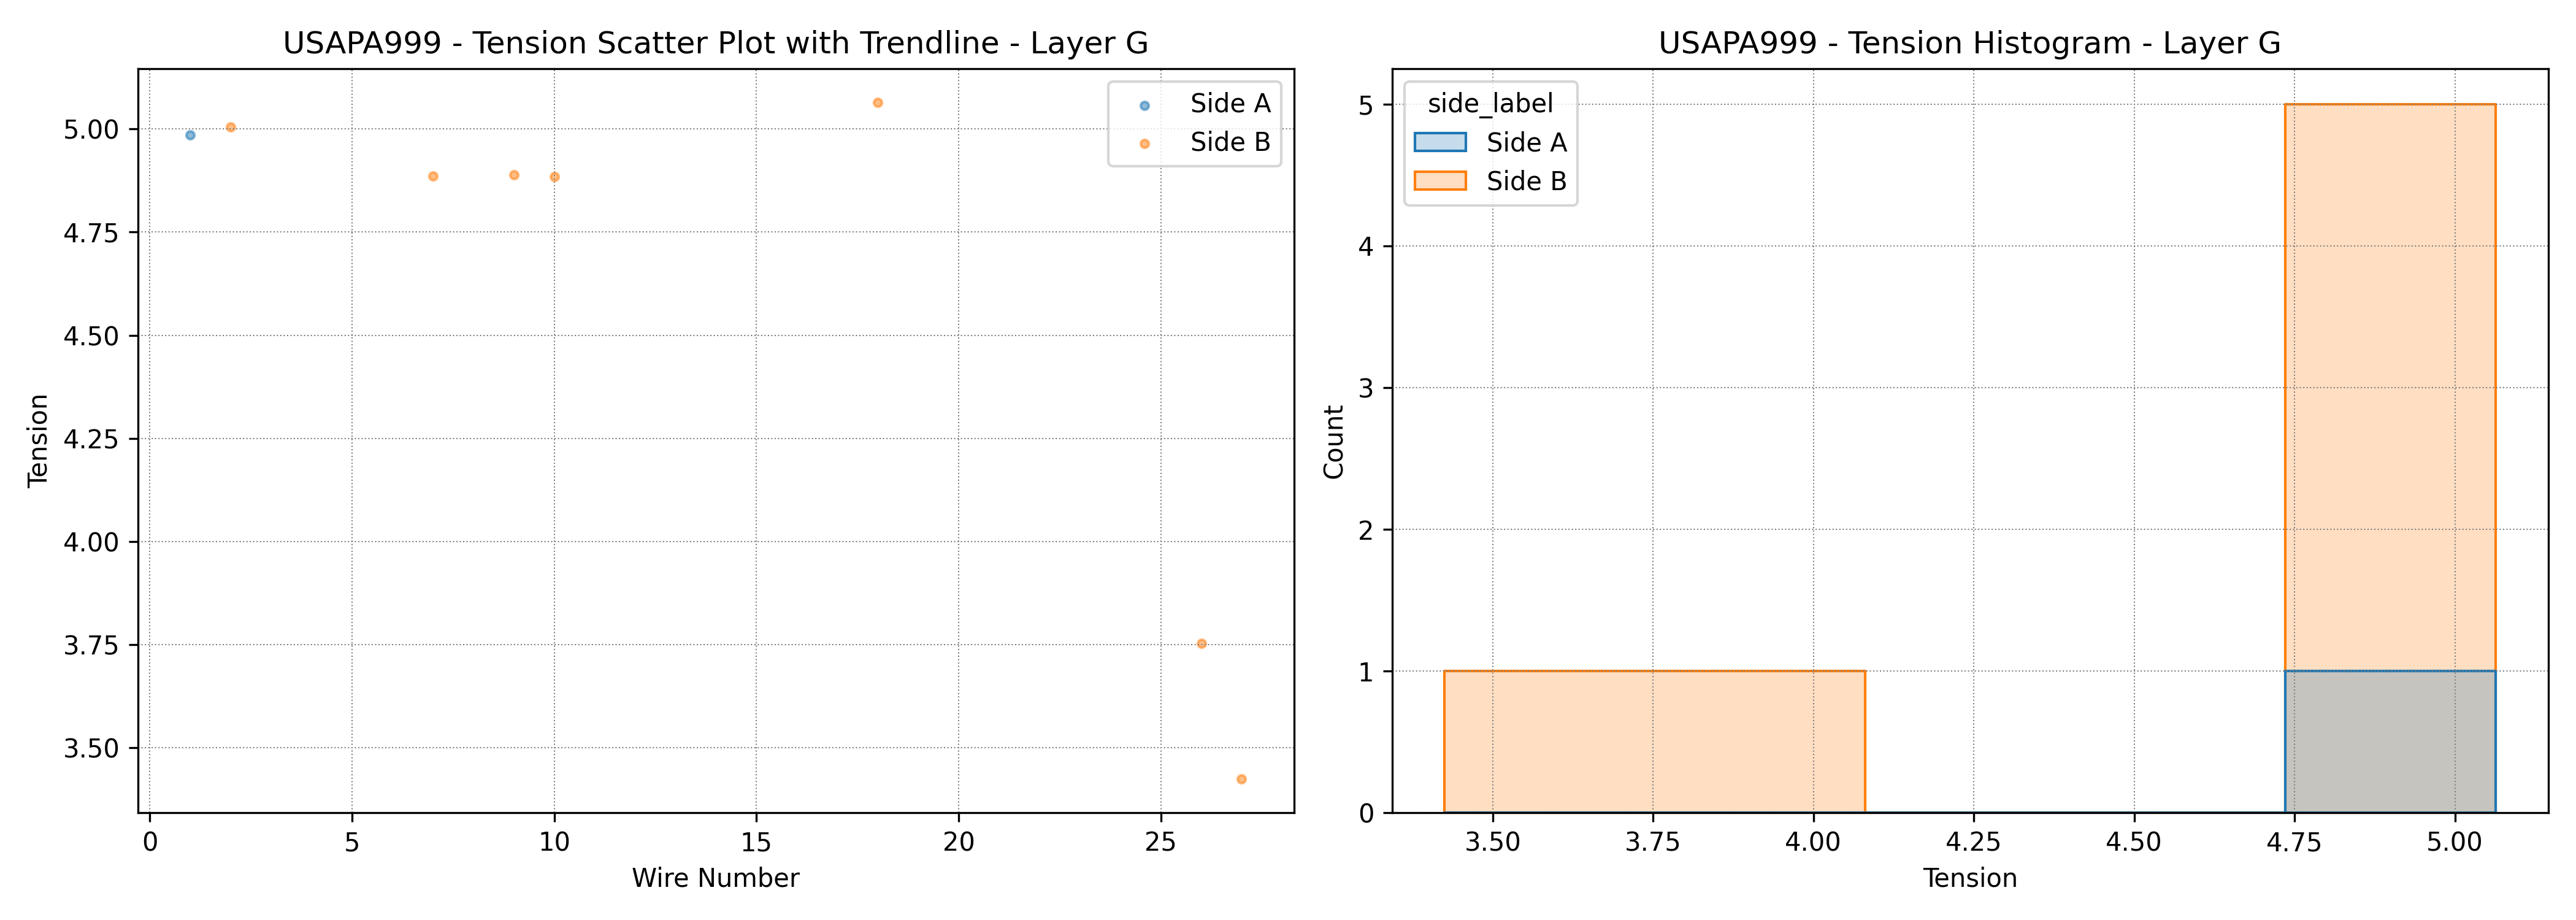 USAPA999 - Tension Scatter Plot with Trendline - Layer G
Side A
Side B
5.00
4.75
4.50
4.25
4.00
3.75
3.50
Tension
0 5 10 15 20 25
Wire Number
USAPA999 - Tension Histogram - Layer G
side_label
Side A
Side B
5
4
3
2
1
0
Count
3.50 3.75 4.00 4.25 4.50 4.75 5.00
Tension